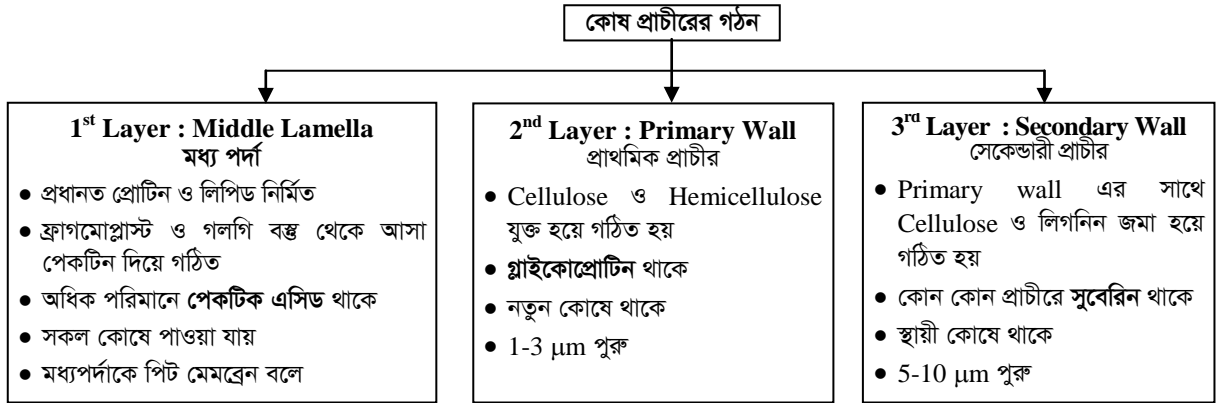 কোষ প্রাচীরের গঠন
1st Layer : Middle Lamella
মধ্য পর্দা
● প্রধানত প্রোটিন ও লিপিড নির্মিত
● ফ্রাগমোপ্লাস্ট ও গলগি বস্তু থেকে আসা
পেকটিন দিয়ে গঠিত
● অধিক পরিমানে পেকটিক এসিড থাকে
● সকল কোষে পাওয়া যায়
● মধ্যপর্দাকে পিট মেমব্রেন বলে
2nd Layer : Primary Wall
প্রাথমিক প্রাচীর
● Cellulose ও Hemicellulose
যুক্ত হয়ে গঠিত হয়
● গ্লাইকোপ্রোটিন থাকে
● নতুন কোষে থাকে
● 1-3 µm পুরু
3rd Layer : Secondary Wall
সেকেন্ডারী প্রাচীর
● Primary wall এর সাথে
Cellulose ও লিগনিন জমা হয়ে
গঠিত হয়
● কোন কোন প্রাচীরে সুবেরিন থাকে
● স্থায়ী কোষে থাকে
● 5-10 µm পুরু